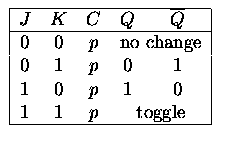 J K C Q Q̅
0 0 p no change
0 1 p 0 1
1 0 p 1 0
1 1 p toggle